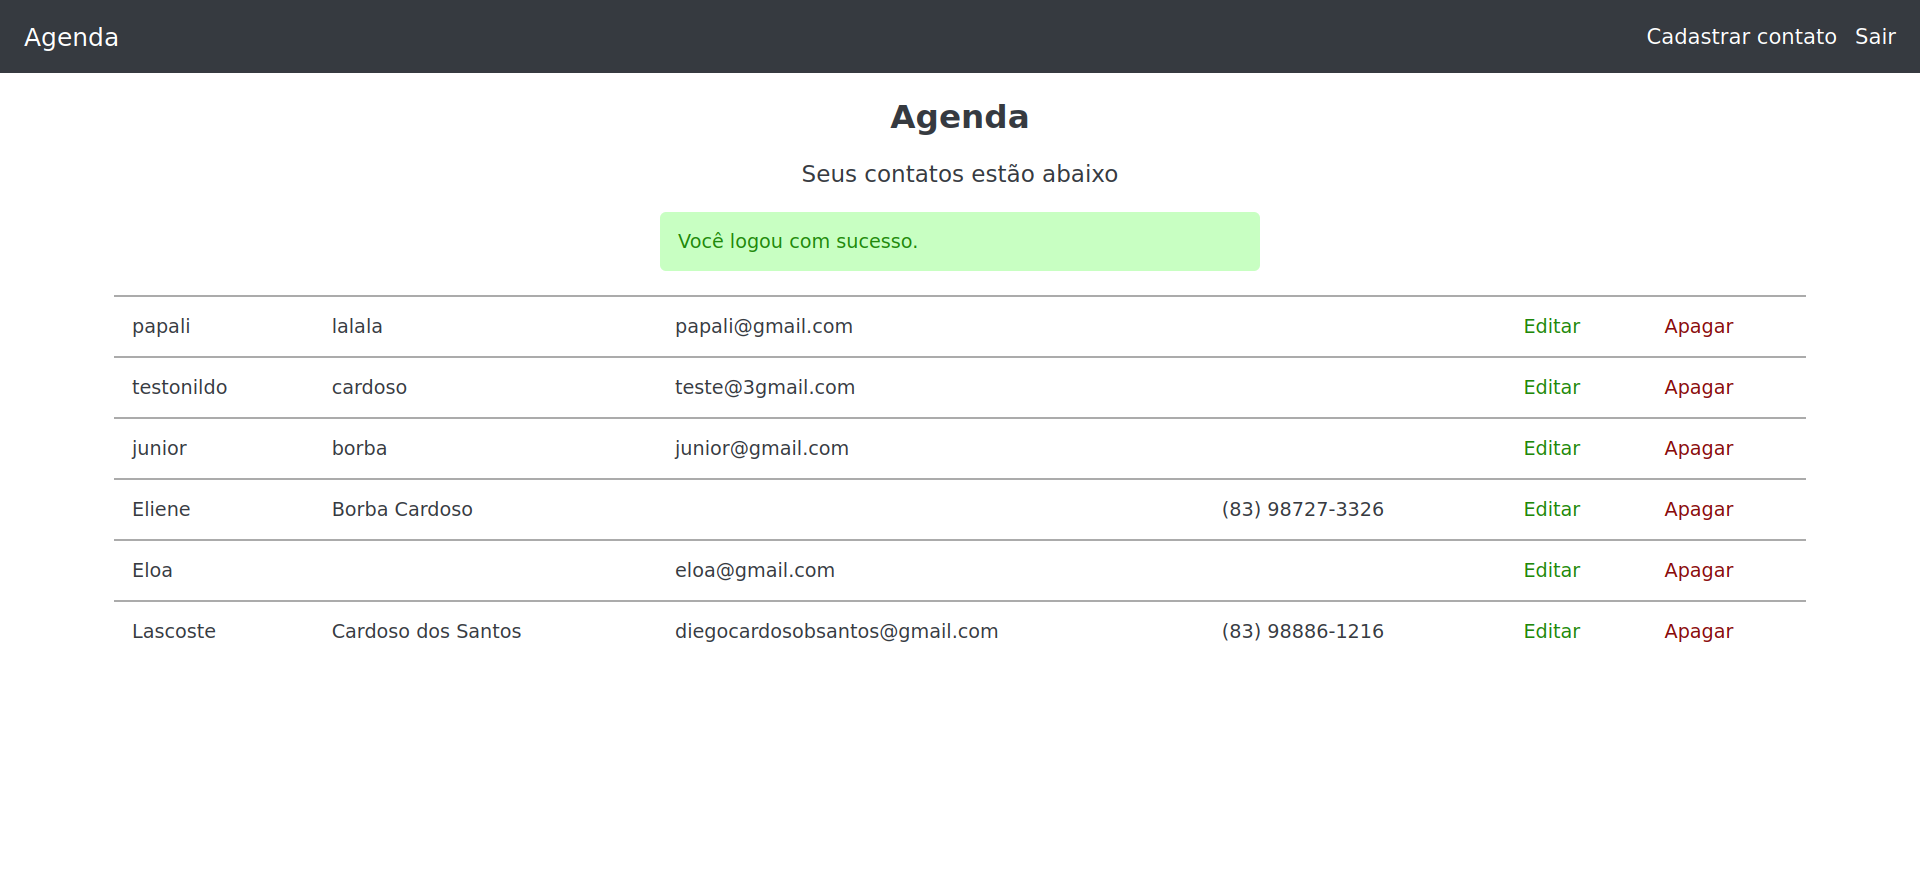 Agenda Cadastrar contato Sair
Agenda
Seus contatos estão abaixo
Você logou com sucesso.
papali lalala papali@gmail.com Editar Apagar
testonildo cardoso teste@3gmail.com Editar Apagar
junior borba junior@gmail.com Editar Apagar
Eliene Borba Cardoso (83) 98727-3326 Editar Apagar
Eloa eloa@gmail.com Editar Apagar
Lascoste Cardoso dos Santos diegocardosobsantos@gmail.com (83) 98886-1216 Editar Apagar